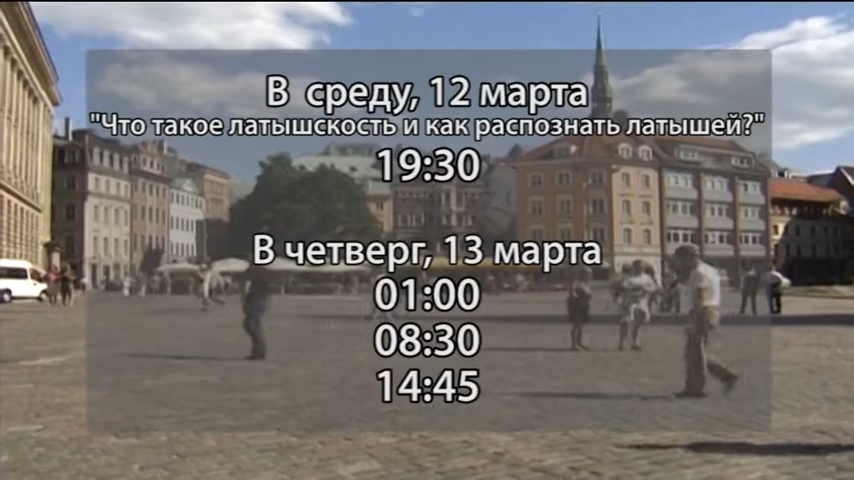 В среду, 12 марта
"Что такое латышскость и как распознать латышей?"
19:30
В четверг, 13 марта
01:00
08:30
14:45